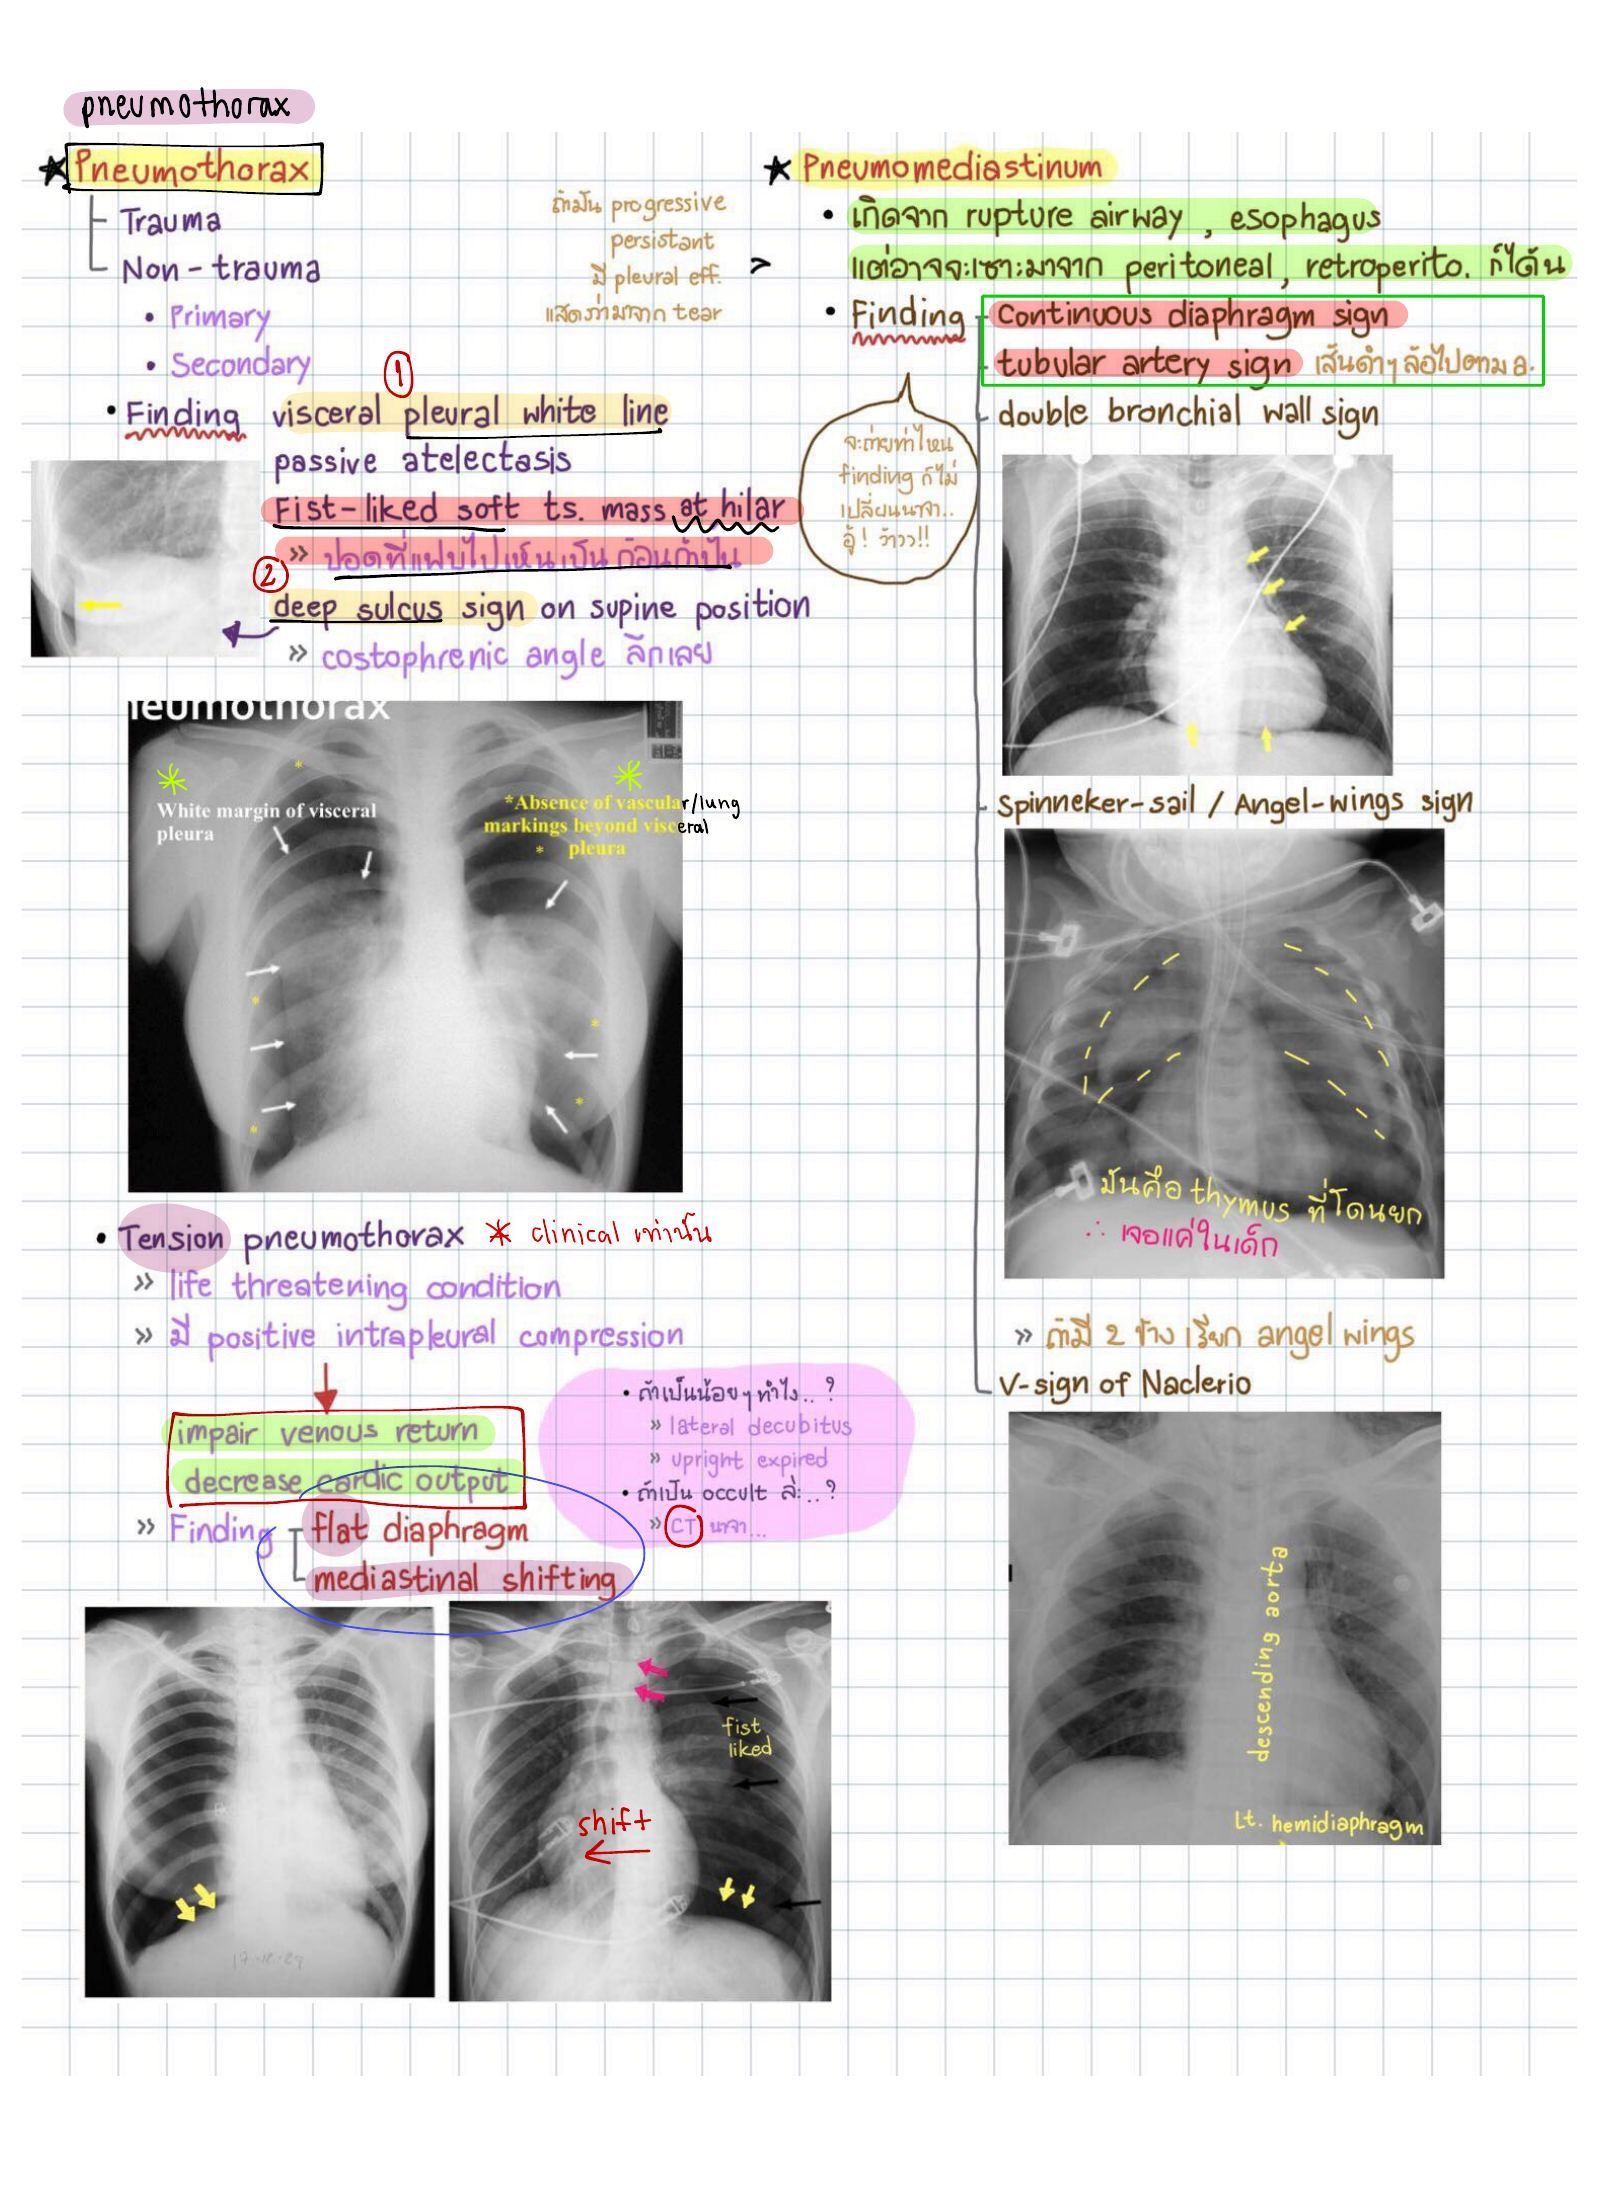 pneumothorax
Pneumothorax
Trauma
Non-trauma
• Primary
• Secondary
①
• Finding visceral pleural white line
passive atelectasis
Fist-liked soft ts. mass at hilar
» ปอดที่แฟบไปเห็นเป็นก้อนกำปั้น
②
deep sulcus sign on supine position
» costophrenic angle ลึกเลย
neumothorax
White margin of visceral
pleura
*Absence of vascular/lung
markings beyond visceral
pleura
• Tension pneumothorax * clinical เท่านั้น
» life threatening condition
» มี positive intrapleural compression
impair venous return
decrease cardic output
» Finding flat diaphragm
mediastinal shifting
• ถ้าเป็นน้อยๆทำไง..?
» lateral decubitus
» upright expired
• ถ้าเป็น occult ล่ะ..?
» CT นาจา...
fist
liked
shift
ถ้ามัน progressive
persistant
มี pleural eff.
แสดงว่ามาจาก tear
>
Pneumomediastinum
• เกิดจาก rupture airway, esophagus
แต่อาจจะเซาะมาจาก peritoneal, retroperito. ก็ได้น
• Finding Continuous diaphragm sign
tubular artery sign เส้นดำๆล้อไปตาม a.
double bronchial wall sign
จะถ่ายท่าไหน
finding ก็ไม่
เปลี่ยนนาจา..
อู้! ว้าวว!!
Spinneker-sail / Angel-wings sign
มันคือ thymus ที่โดนยก
∴ เจอแค่ในเด็ก
» ถ้ามี 2 ข้าง เรียก angel wings
V-sign of Naclerio
descending aorta
Lt. hemidiaphragm